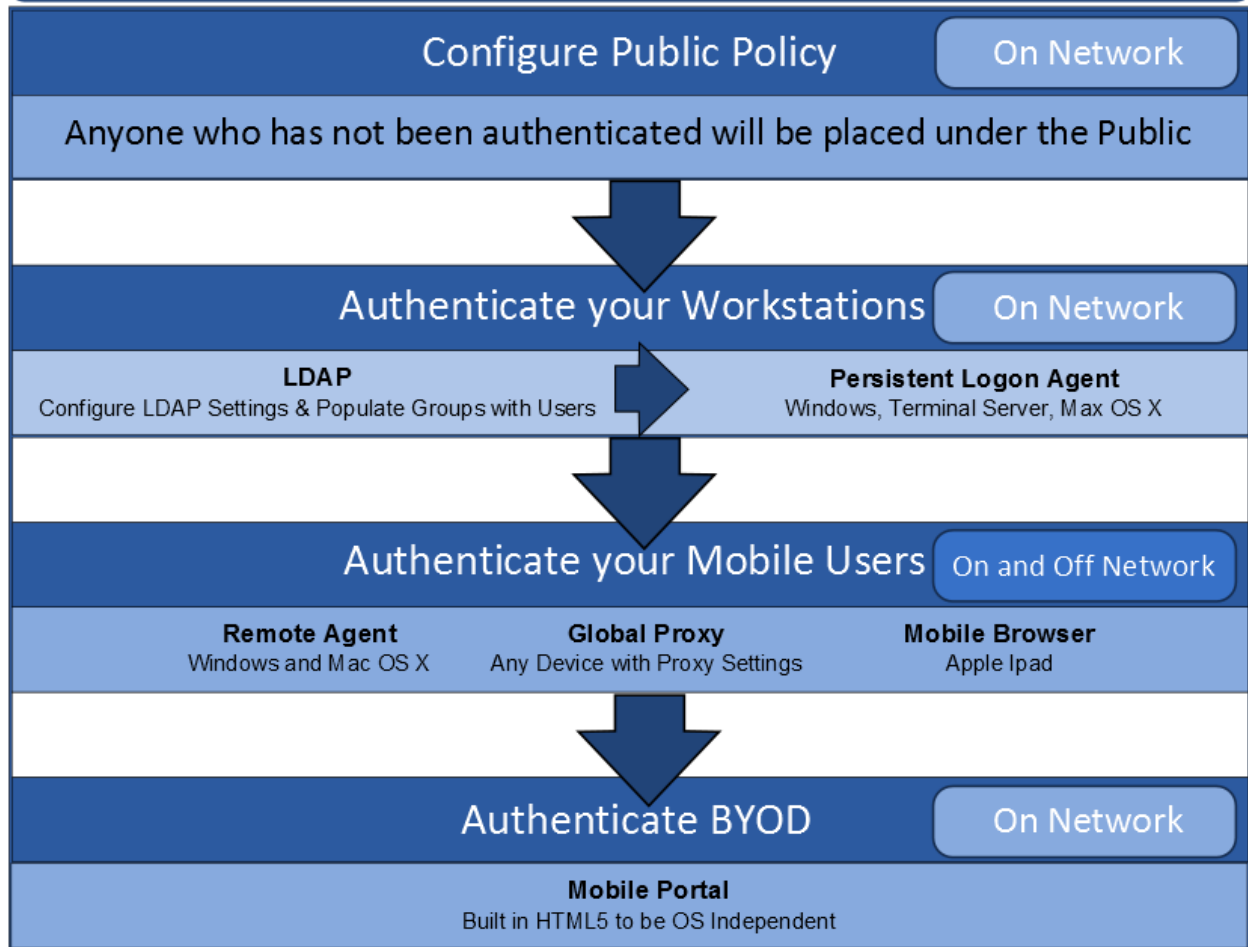 Configure Public Policy
On Network
Anyone who has not been authenticated will be placed under the Public
Authenticate your Workstations
On Network
LDAP
Configure LDAP Settings & Populate Groups with Users
Persistent Logon Agent
Windows, Terminal Server, Max OS X
Authenticate your Mobile Users
On and Off Network
Remote Agent
Windows and Mac OS X
Global Proxy
Any Device with Proxy Settings
Mobile Browser
Apple Ipad
Authenticate BYOD
On Network
Mobile Portal
Built in HTML5 to be OS Independent